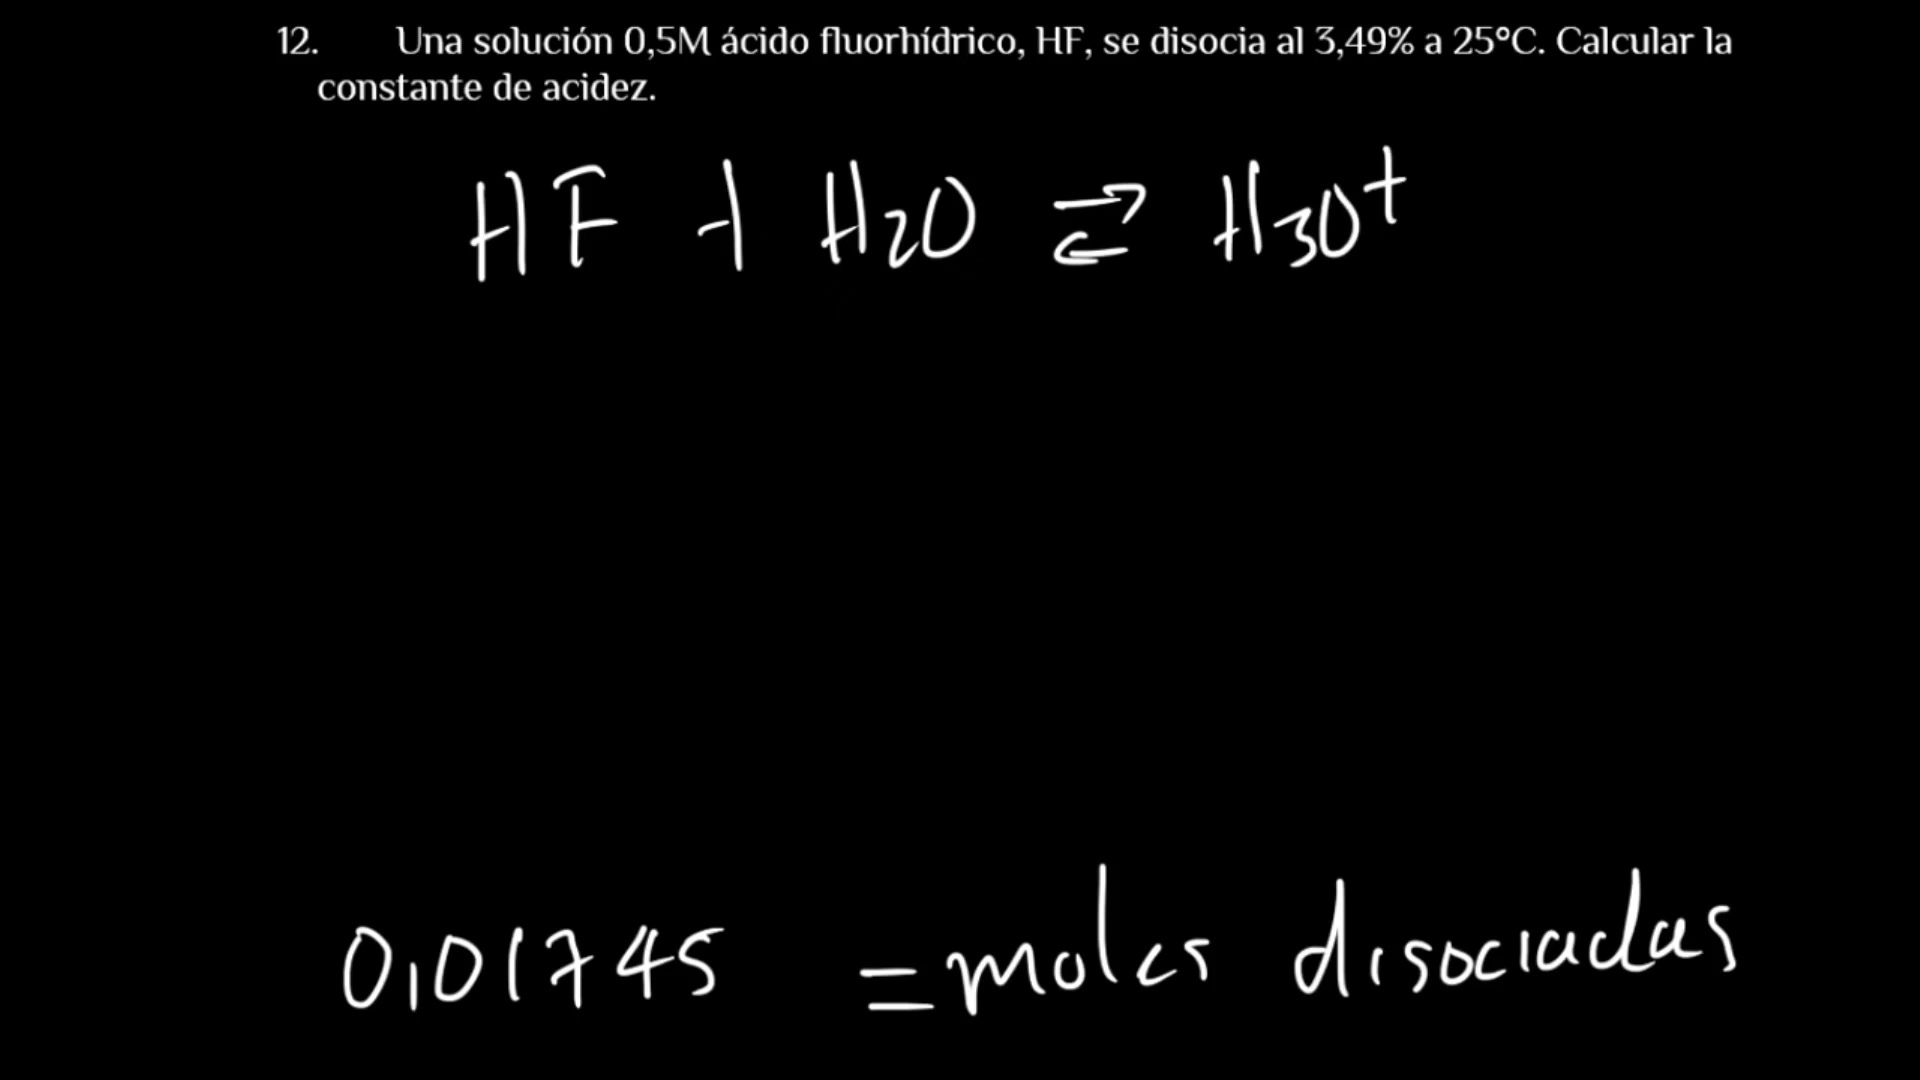 12. Una solución 0,5M ácido fluorhídrico, HF, se disocia al 3,49% a 25°C. Calcular la
constante de acidez.
HF + H2O ⇄ H3O+
0,01745 = moles disociadas